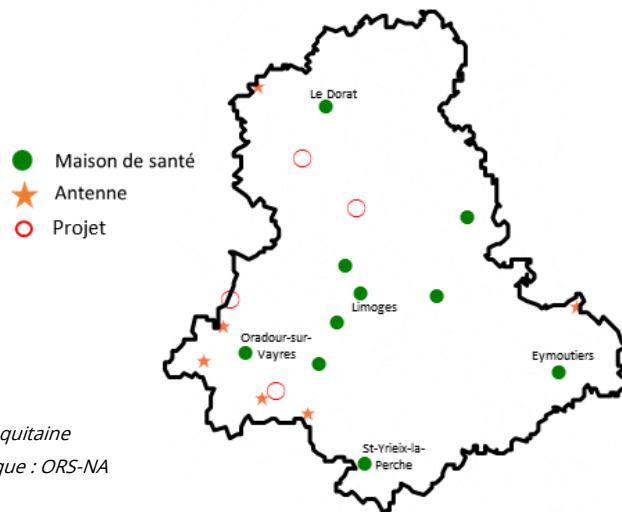 Le Dorat
Maison de santé
Antenne
Projet
Limoges
Oradour-sur-
Vayres
Eymoutiers
St-Yrieix-la-
Perche
quitaine
que : ORS-NA